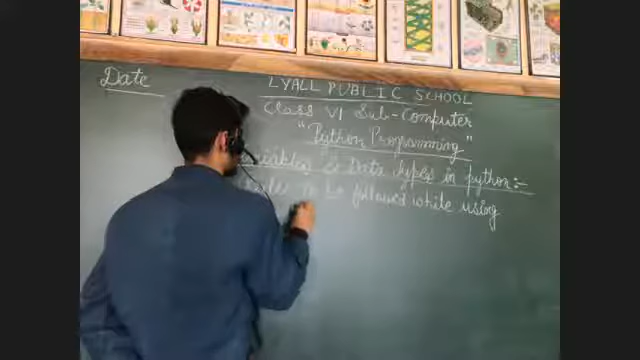 Date
LYALL PUBLIC SCHOOL
Class VI Sub-Computer
"Python Programming"
& Data types in python:-
to be followed while using